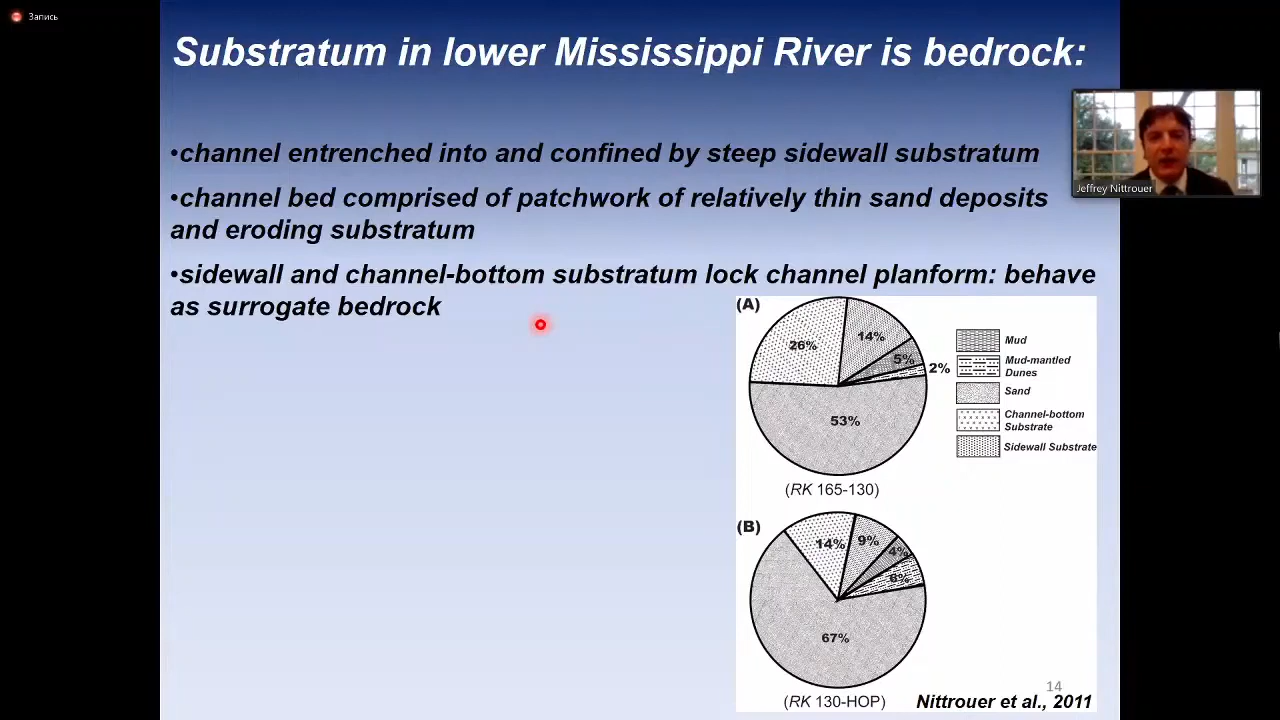 Запись
Substratum in lower Mississippi River is bedrock:
•channel entrenched into and confined by steep sidewall substratum
•channel bed comprised of patchwork of relatively thin sand deposits
and eroding substratum
•sidewall and channel-bottom substratum lock channel planform: behave
as surrogate bedrock
Jeffrey Nittrouer
(A)
26%
14%
5%
2%
53%
(RK 165-130)
Mud
Mud-mantled
Dunes
Sand
Channel-bottom
Substrate
Sidewall Substrate
(B)
14%
9%
4%
6%
67%
(RK 130-HOP)
14
Nittrouer et al., 2011